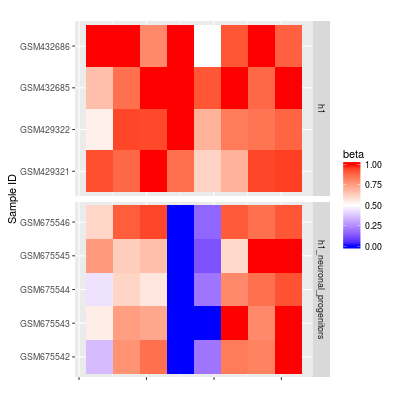 Sample ID
GSM432686
GSM432685
GSM429322
GSM429321
h1
GSM675546
GSM675545
GSM675544
GSM675543
GSM675542
h1_neuronal_progenitors
beta
1.00
0.75
0.50
0.25
0.00